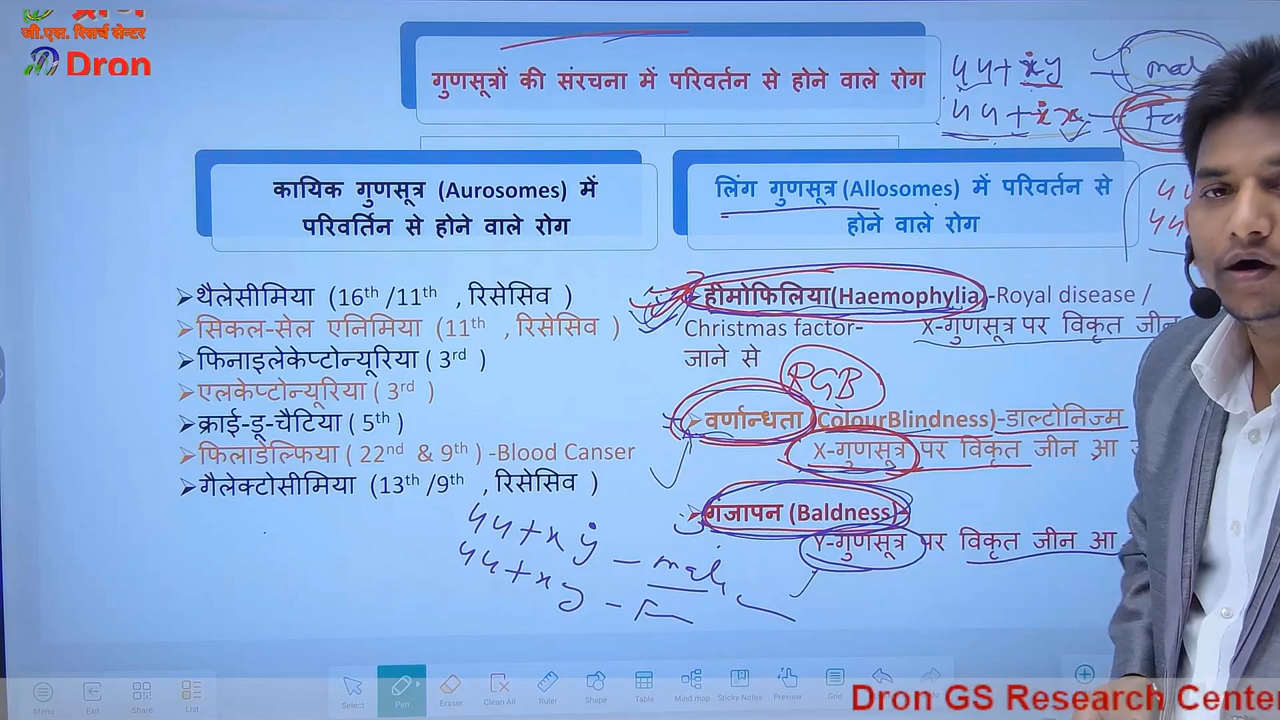 जी.एस. रिसर्च सेन्टर
Dron
गुणसूत्रों की संरचना में परिवर्तन से होने वाले रोग
44+xy
44+xx
कायिक गुणसूत्र (Aurosomes) में
परिवर्तिन से होने वाले रोग
लिंग गुणसूत्र (Allosomes) में परिवर्तन से
होने वाले रोग
➢थैलेसीमिया (16th /11th , रिसेसिव )
➢सिकल-सेल एनिमिया (11th , रिसेसिव )
➢फिनाइलेकेप्टोन्यूरिया ( 3rd )
➢एलकेप्टोन्यूरिया ( 3rd )
➢क्राई-डू-चैटिया ( 5th )
➢फिलाडेल्फिया ( 22nd & 9th ) -Blood Canser
➢गैलेक्टोसीमिया (13th /9th , रिसेसिव )
➢हीमोफिलिया(Haemophylia)-Royal disease /
Christmas factor- X-गुणसूत्र पर विकृत जीन
जाने से
RGB
➢वर्णान्धता (ColourBlindness)-डाल्टोनिज्म
X-गुणसूत्र पर विकृत जीन आ
➢गंजापन (Baldness)-
Y-गुणसूत्र पर विकृत जीन आ
44+xy - male
44+xy - F
Menu Exit Share List Select Pen Eraser Clean All Ruler Shape Table Mind map Sticky-Notes Preview Grid
Dron GS Research Center